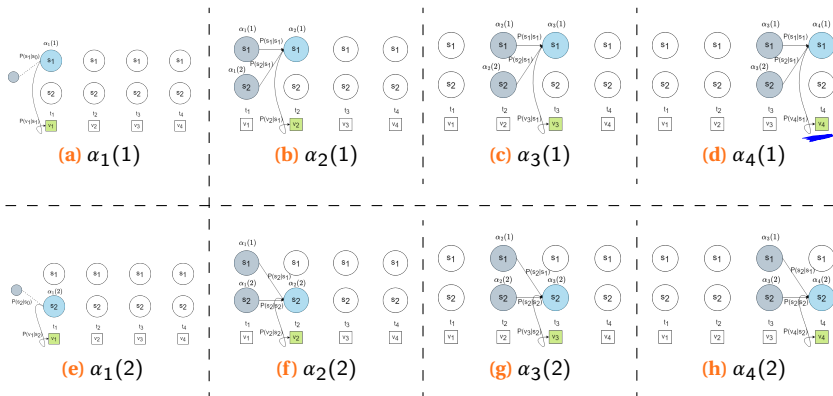 α₁(1)
P(s₁|s₀)
s₁ s₁ s₁ s₁
s₂ s₂ s₂ s₂
P(v₁|s₁)
t₁ t₂ t₃ t₄
v₁ v₂ v₃ v₄
(a) α₁(1)
α₁(1) α₂(1)
P(s₁|s₁)
s₁ s₁ s₁ s₁
α₁(2)
P(s₂|s₁)
s₂ s₂ s₂ s₂
P(v₂|s₁)
t₁ t₂ t₃ t₄
v₁ v₂ v₃ v₄
(b) α₂(1)
α₂(1) α₃(1)
P(s₁|s₁)
s₁ s₁ s₁ s₁
α₂(2)
P(s₂|s₁)
s₂ s₂ s₂ s₂
P(v₃|s₁)
t₁ t₂ t₃ t₄
v₁ v₂ v₃ v₄
(c) α₃(1)
α₃(1) α₄(1)
P(s₁|s₁)
s₁ s₁ s₁ s₁
α₃(2)
P(s₂|s₁)
s₂ s₂ s₂ s₂
P(v₄|s₁)
t₁ t₂ t₃ t₄
v₁ v₂ v₃ v₄
(d) α₄(1)
s₁ s₁ s₁ s₁
α₁(2)
P(s₂|s₀)
s₂ s₂ s₂ s₂
P(v₁|s₂)
t₁ t₂ t₃ t₄
v₁ v₂ v₃ v₄
(e) α₁(2)
α₁(1)
s₁ s₁ s₁ s₁
P(s₂|s₁)
α₁(2) α₂(2)
s₂ s₂ s₂ s₂
P(s₂|s₂)
P(v₂|s₂)
t₁ t₂ t₃ t₄
v₁ v₂ v₃ v₄
(f) α₂(2)
α₂(1)
s₁ s₁ s₁ s₁
P(s₂|s₁)
α₂(2) α₃(2)
s₂ s₂ s₂ s₂
P(s₂|s₂)
P(v₃|s₂)
t₁ t₂ t₃ t₄
v₁ v₂ v₃ v₄
(g) α₃(2)
α₃(1)
s₁ s₁ s₁ s₁
P(s₂|s₁)
α₃(2) α₄(2)
s₂ s₂ s₂ s₂
P(s₂|s₂)
P(v₄|s₂)
t₁ t₂ t₃ t₄
v₁ v₂ v₃ v₄
(h) α₄(2)